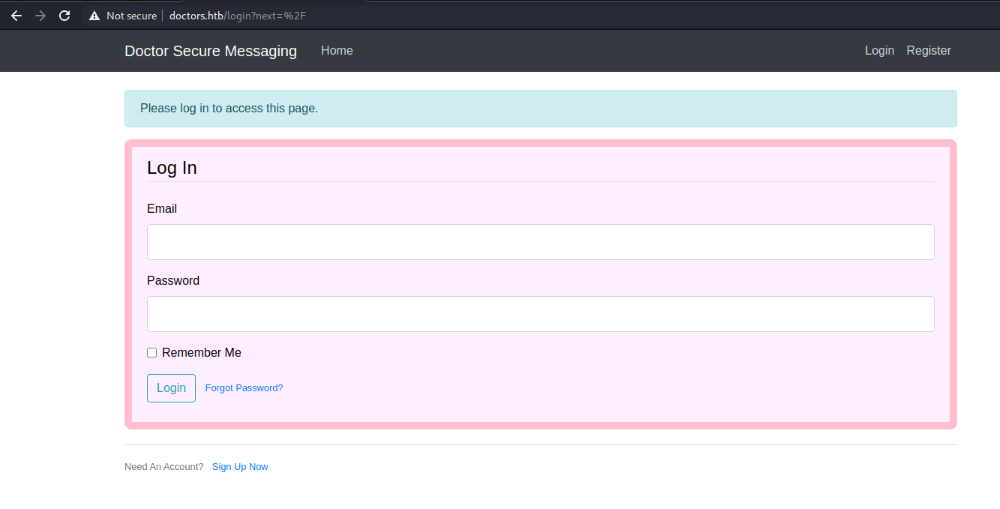 Not secure doctors.htb/login?next=%2F
Doctor Secure Messaging Home Login Register
Please log in to access this page.
Log In
Email
Password
Remember Me
Login Forgot Password?
Need An Account? Sign Up Now